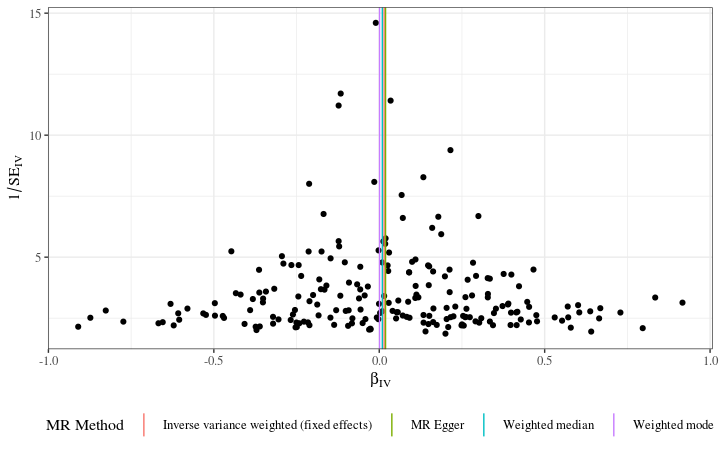 15
10
5
1/SE_IV
-1.0
-0.5
0.0
0.5
1.0
β_IV
MR Method
Inverse variance weighted (fixed effects)
MR Egger
Weighted median
Weighted mode